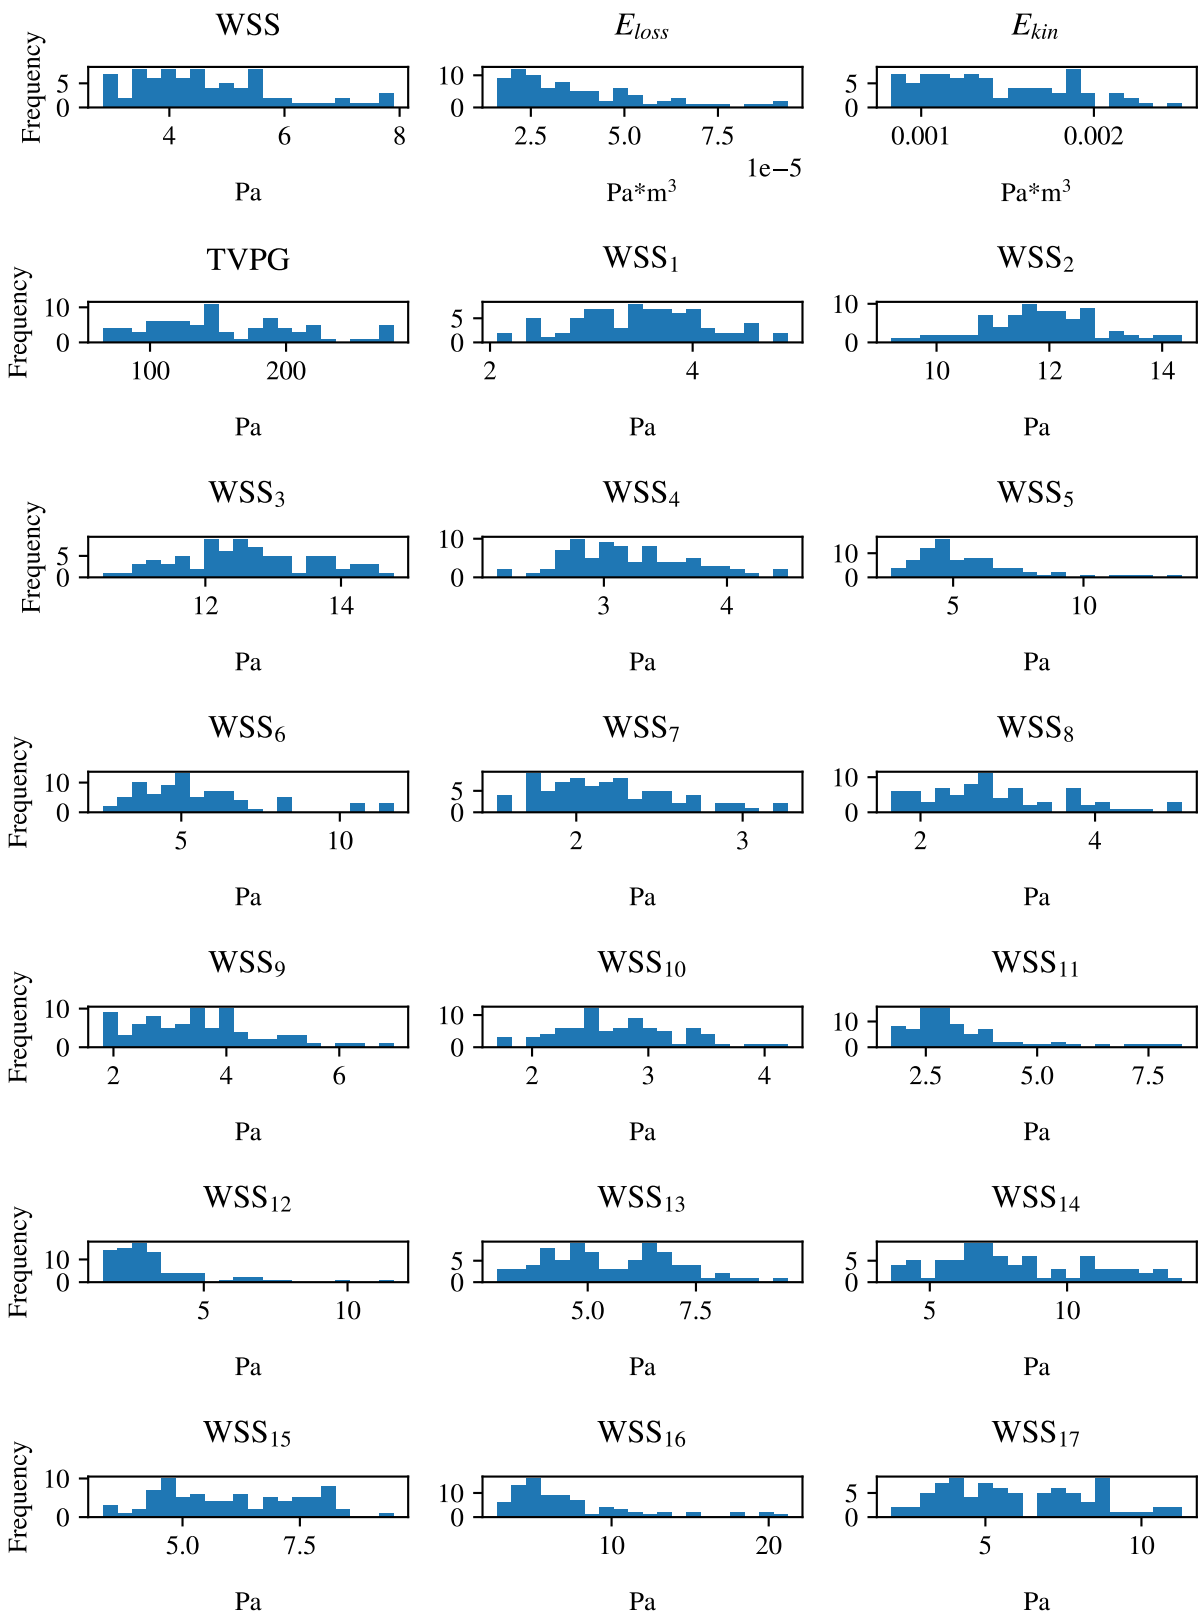 WSS
E_loss
E_kin
Frequency
5
0
4
6
8
10
0
2.5
5.0
7.5
1e−5
5
0
0.001
0.002
Pa
Pa*m³
Pa*m³
TVPG
WSS₁
WSS₂
Frequency
10
0
100
200
5
0
2
4
10
0
10
12
14
Pa
Pa
Pa
WSS₃
WSS₄
WSS₅
Frequency
5
0
12
14
10
0
3
4
10
0
5
10
Pa
Pa
Pa
WSS₆
WSS₇
WSS₈
Frequency
10
0
5
10
5
0
2
3
10
0
2
4
Pa
Pa
Pa
WSS₉
WSS₁₀
WSS₁₁
Frequency
10
0
2
4
6
10
0
2
3
4
10
0
2.5
5.0
7.5
Pa
Pa
Pa
WSS₁₂
WSS₁₃
WSS₁₄
Frequency
10
0
5
10
5
0
5.0
7.5
5
0
5
10
Pa
Pa
Pa
WSS₁₅
WSS₁₆
WSS₁₇
Frequency
10
0
5.0
7.5
10
0
10
20
5
0
5
10
Pa
Pa
Pa